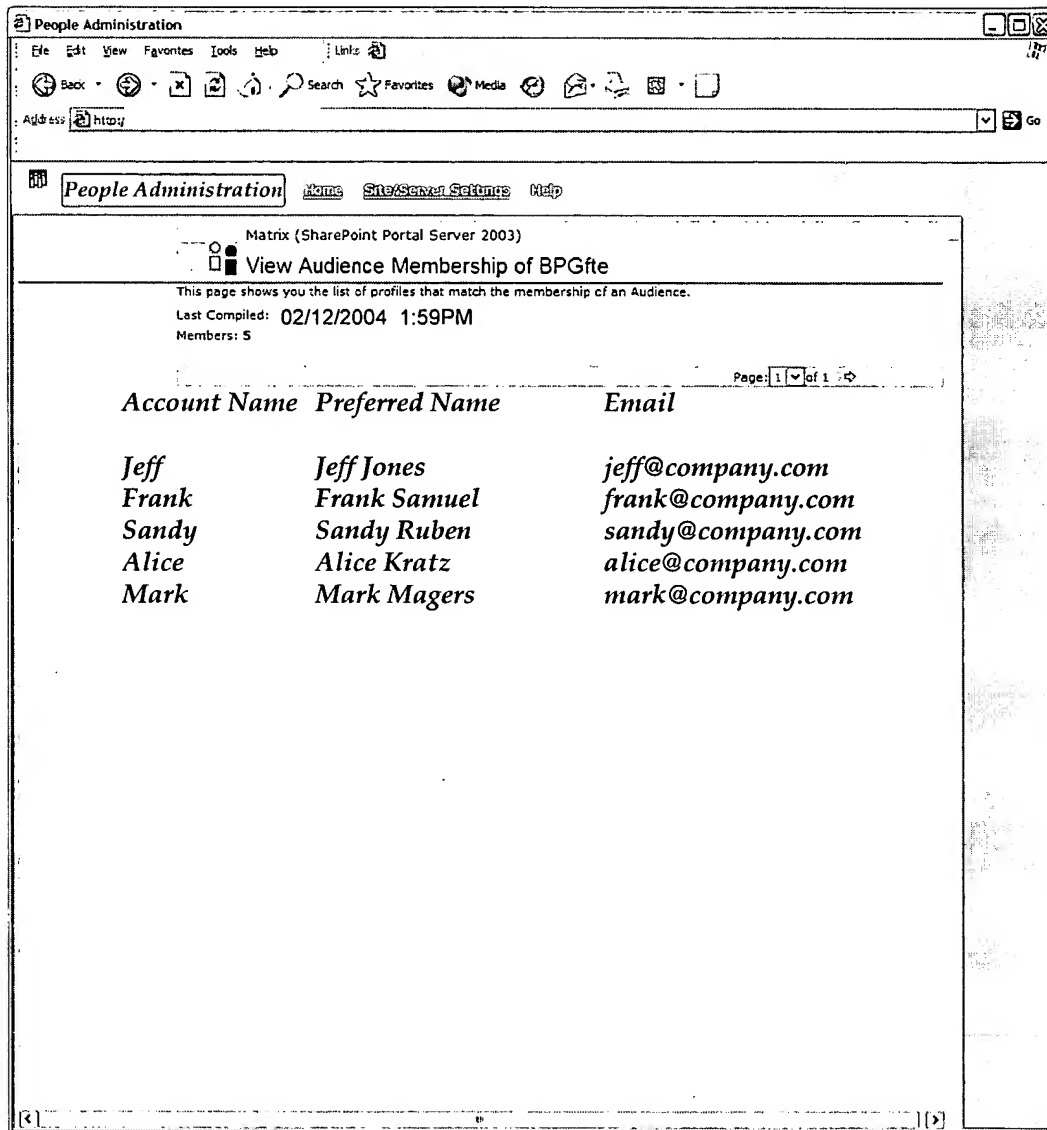 People Administration
File Edit View Favorites Tools Help Links
Back Search Favorites Media
Address http:// Go
People Administration Home Site/Server Settings Help
Matrix (SharePoint Portal Server 2003)
View Audience Membership of BPGfte
This page shows you the list of profiles that match the membership of an Audience.
Last Compiled: 02/12/2004 1:59PM
Members: 5
Page: 1 of 1
Account Name Preferred Name Email
Jeff Jeff Jones jeff@company.com
Frank Frank Samuel frank@company.com
Sandy Sandy Ruben sandy@company.com
Alice Alice Kratz alice@company.com
Mark Mark Magers mark@company.com